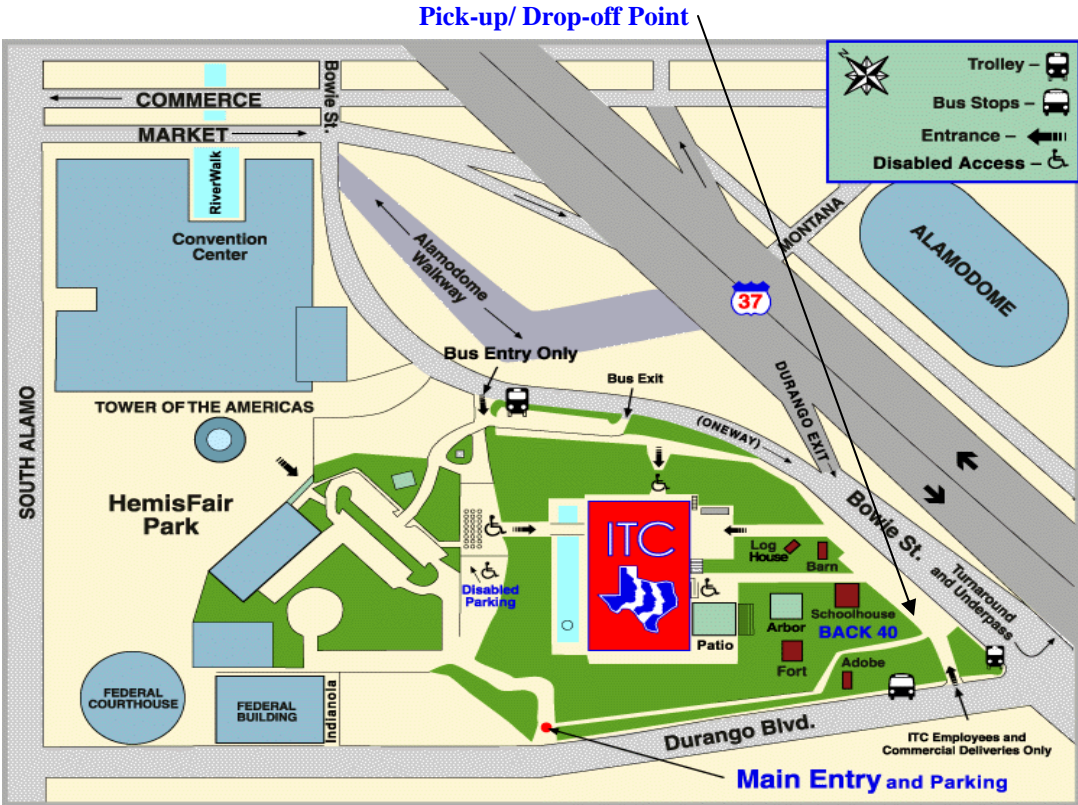 Pick-up/ Drop-off Point
N
Trolley –
Bus Stops –
Entrance –
Disabled Access –
Bowie St.
COMMERCE
MARKET
RiverWalk
Convention
Center
Alamodome
Walkway
MONTANA
ALAMODOME
37
Bus Entry Only
Bus Exit
DURANGO EXIT
(ONEWAY)
TOWER OF THE AMERICAS
SOUTH ALAMO
HemisFair
Park
ITC
Bowie St.
Log
House
Barn
Turnaround
and Underpass
Disabled
Parking
Schoolhouse
Arbor
BACK 40
Patio
Fort
Adobe
FEDERAL
COURTHOUSE
FEDERAL
BUILDING
Indianola
Durango Blvd.
ITC Employees and
Commercial Deliveries Only
Main Entry and Parking